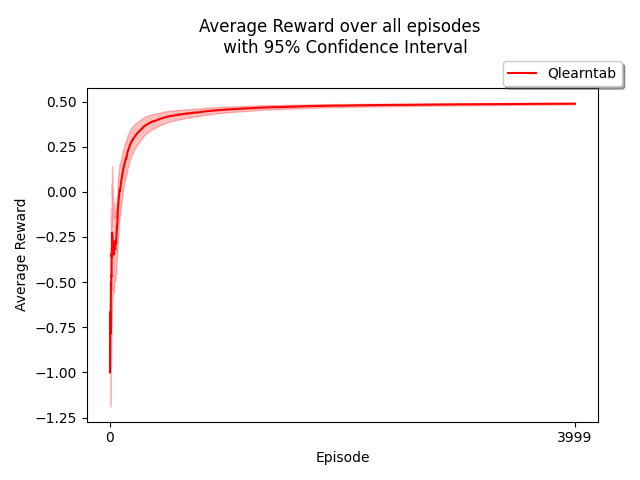 Average Reward over all episodes
with 95% Confidence Interval
Qlearntab
0.50
0.25
0.00
−0.25
−0.50
−0.75
−1.00
−1.25
Average Reward
0
3999
Episode